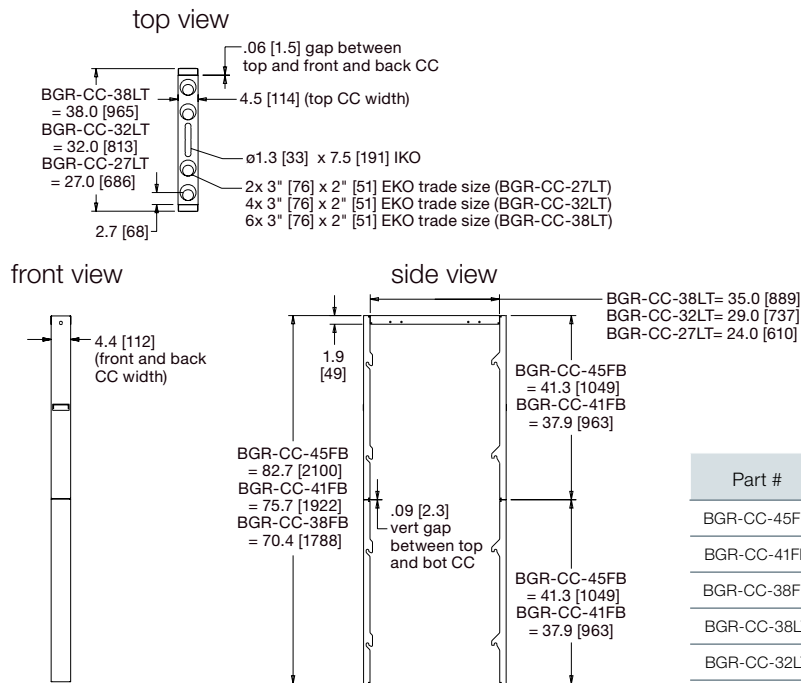 top view
.06 [1.5] gap between
top and front and back CC
BGR-CC-38LT
= 38.0 [965]
BGR-CC-32LT
= 32.0 [813]
BGR-CC-27LT
= 27.0 [686]
4.5 [114] (top CC width)
ø1.3 [33] x 7.5 [191] IKO
2x 3" [76] x 2" [51] EKO trade size (BGR-CC-27LT)
4x 3" [76] x 2" [51] EKO trade size (BGR-CC-32LT)
6x 3" [76] x 2" [51] EKO trade size (BGR-CC-38LT)
2.7 [68]
front view
4.4 [112]
(front and back
CC width)
side view
BGR-CC-38LT= 35.0 [889]
BGR-CC-32LT= 29.0 [737]
BGR-CC-27LT= 24.0 [610]
1.9
[49]
BGR-CC-45FB
= 41.3 [1049]
BGR-CC-41FB
= 37.9 [963]
BGR-CC-45FB
= 82.7 [2100]
BGR-CC-41FB
= 75.7 [1922]
BGR-CC-38FB
= 70.4 [1788]
.09 [2.3]
vert gap
between top
and bot CC
BGR-CC-45FB
= 41.3 [1049]
BGR-CC-41FB
= 37.9 [963]
Part #